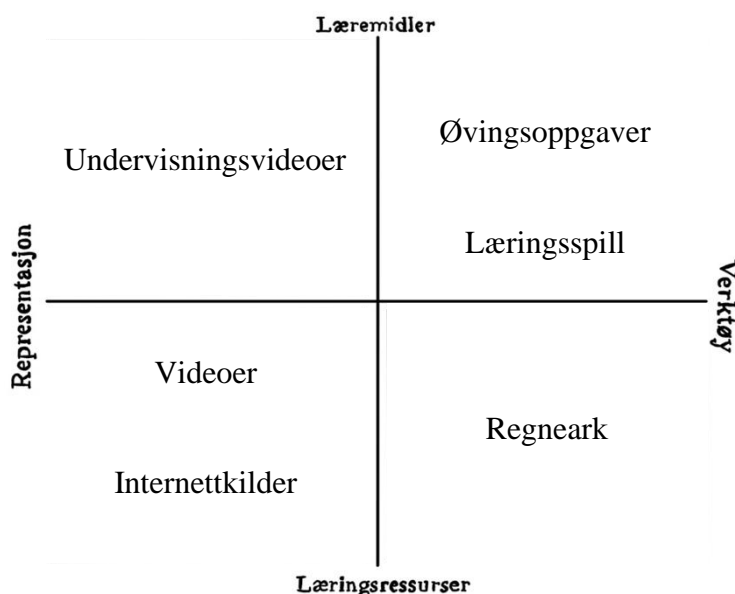 Læremidler
Øvingsoppgaver
Undervisningsvideoer
Læringsspill
Representasjon
Verktøy
Videoer
Regneark
Internettkilder
Læringsressurser